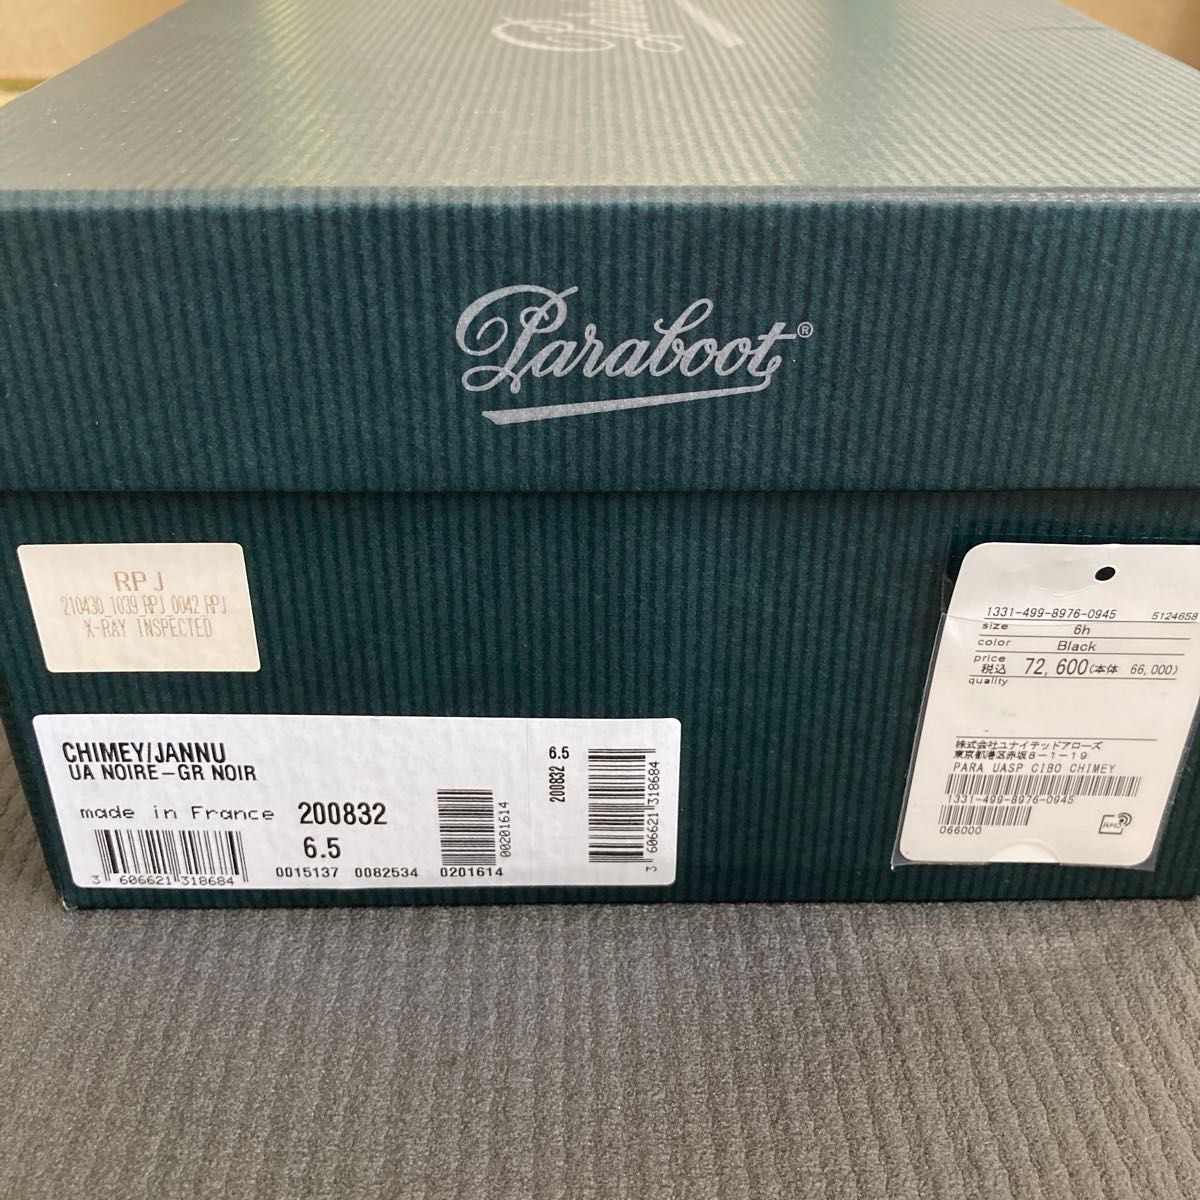 Paraboot®
RPJ
210430_1039_RPJ_0042_RPJ
X-RAY INSPECTED
CHIMEY/JANNU
UA NOIRE-GR NOIR
made in France 200832
6.5
3 606621 318684
0015137 0082534 0201614
00201614
6.5
200832
3 606621 318684
1331-499-8976-0945 5124658
size 6h
color Black
price
税込 72,600(本体 66,000)
quality
株式会社ユナイテッドアローズ
東京都港区赤坂8-1-19
PARA UASP CIBO CHIMEY
1331-499-8976-0945
066000
RFID